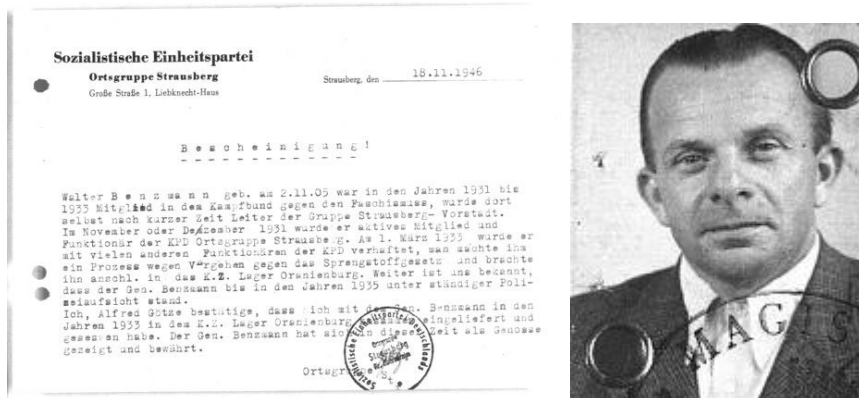 Sozialistische Einheitspartei
Ortsgruppe Strausberg
Große Straße 1, Liebknecht-Haus
Strausberg, den 18.11.1946
Bescheinigung!
Walter Benzmann geb. am 2.11.05 war in den Jahren 1931 bis
1933 Mitglied in dem Kampfbund gegen den Faschismus, wurde dort
selbst nach kurzer Zeit Leiter der Gruppe Strausberg- Vorstadt.
Im November oder Dezember 1931 wurde er aktives Mitglied und
Funktionär der KPD Ortsgruppe Strausberg. Am 1. März 1933 wurde er
mit vielen anderen Funktionären der KPD verhaftet, man machte ihm
ein Prozess wegen Vergehen gegen das Sprengstoffgesetz und brachte
ihn anschl. in das K.Z. Lager Oranienburg. Weiter ist uns bekannt,
dass der Gen. Benzmann bis in den Jahren 1935 unter ständiger Poli-
zeiaufsicht stand.
Ich, Alfred Götze bestätige, dass ich mit dem Gen. Benzmann in den
Jahren 1933 in dem K.Z. Lager Oranienburg eingeliefert und
gesessen habe. Der Gen. Benzmann hat sich in dieser Zeit als Genosse
gezeigt und bewährt.
Sozialistische Einheitspartei Deutschlands
MAG